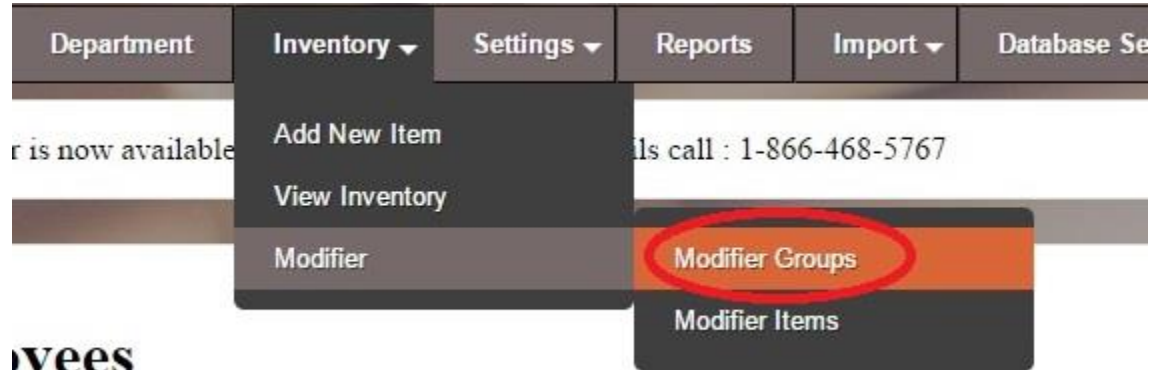 Department Inventory Settings Reports Import Database Se
Add New Item
r is now available ils call : 1-866-468-5767
View Inventory
Modifier Modifier Groups
Modifier Items
oyees